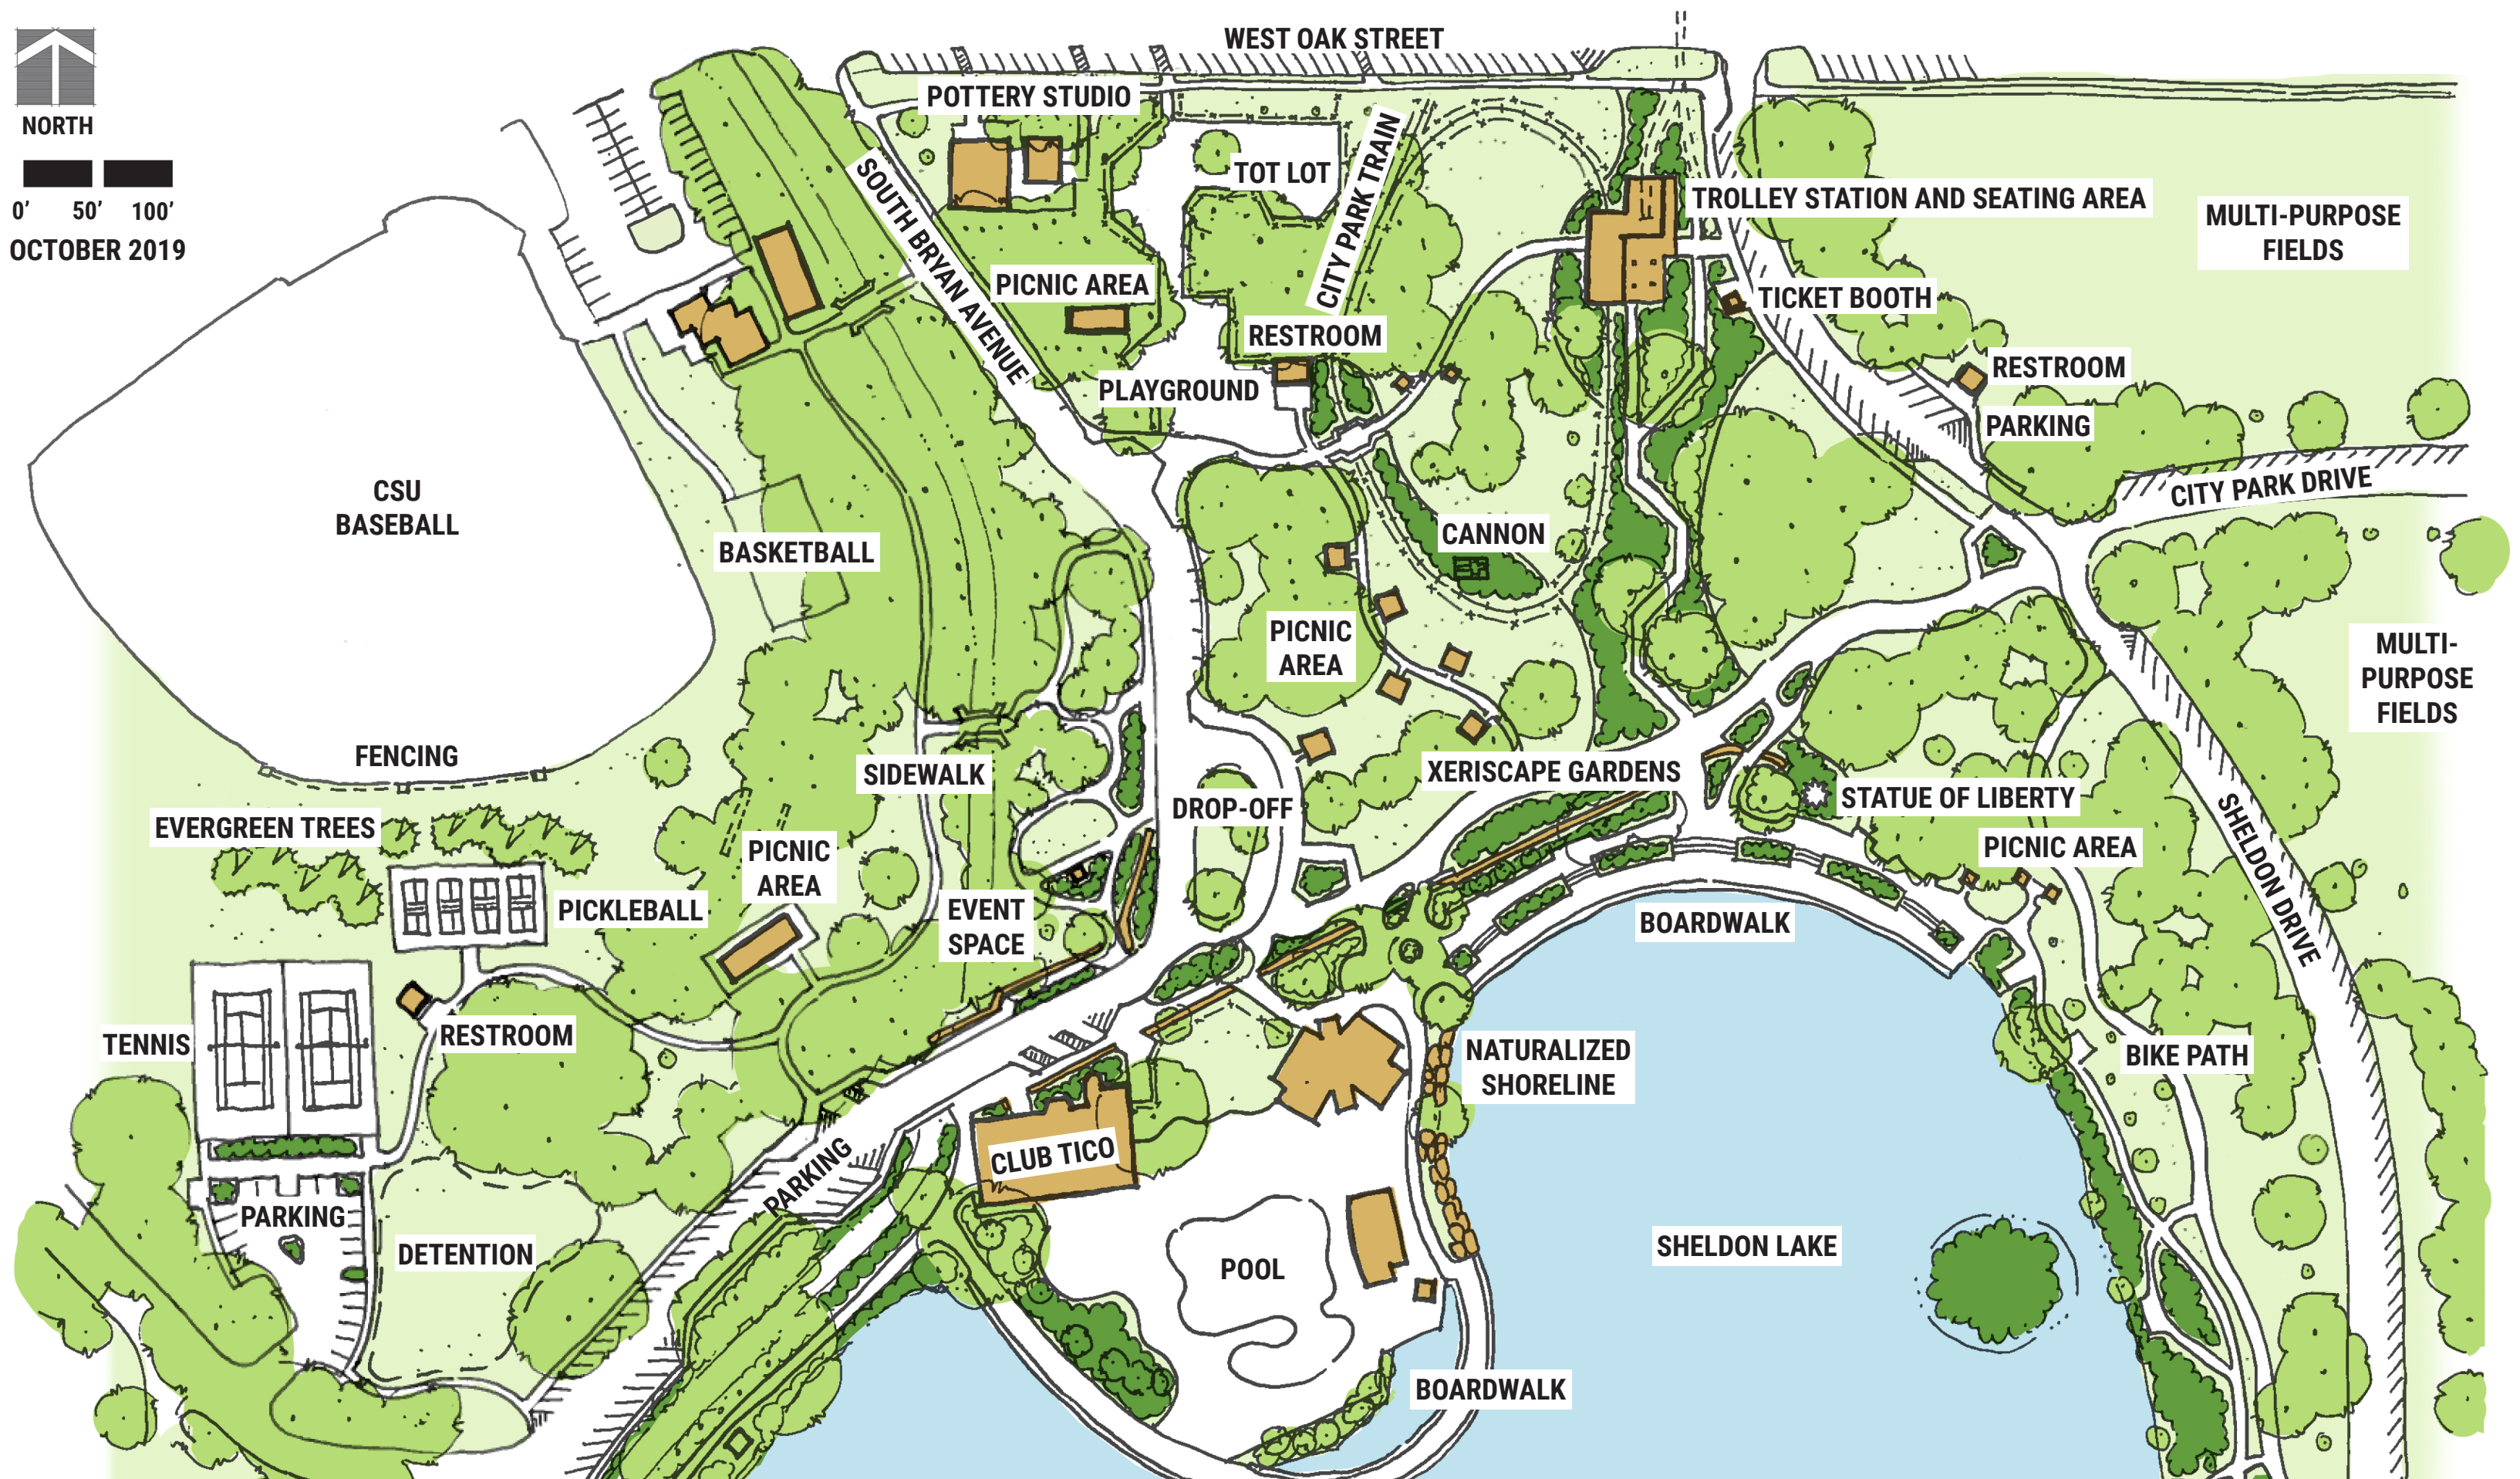 NORTH
0' 50' 100'
OCTOBER 2019
WEST OAK STREET
POTTERY STUDIO
TOT LOT
CITY PARK TRAIN
SOUTH BRYAN AVENUE
TROLLEY STATION AND SEATING AREA
MULTI-PURPOSE
FIELDS
PICNIC AREA
TICKET BOOTH
RESTROOM
RESTROOM
PLAYGROUND
PARKING
CITY PARK DRIVE
CSU
BASEBALL
BASKETBALL
CANNON
PICNIC
AREA
MULTI-
PURPOSE
FIELDS
FENCING
SIDEWALK
XERISCAPE GARDENS
DROP-OFF
STATUE OF LIBERTY
SHELDON DRIVE
EVERGREEN TREES
PICNIC
AREA
PICNIC AREA
PICKLEBALL
EVENT
SPACE
BOARDWALK
TENNIS
RESTROOM
NATURALIZED
SHORELINE
BIKE PATH
CLUB TICO
PARKING
PARKING
DETENTION
POOL
SHELDON LAKE
BOARDWALK